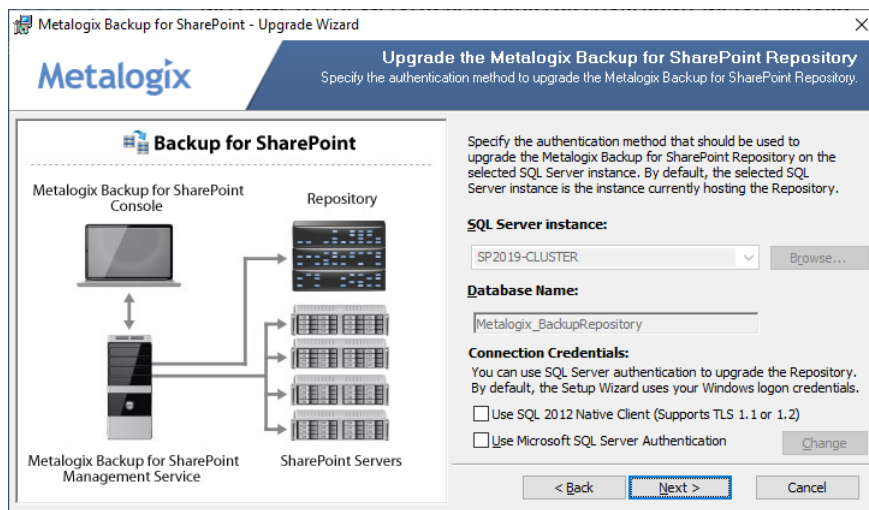 Metalogix Backup for SharePoint - Upgrade Wizard
Metalogix
Upgrade the Metalogix Backup for SharePoint Repository
Specify the authentication method to upgrade the Metalogix Backup for SharePoint Repository.
Backup for SharePoint
Metalogix Backup for SharePoint
Console
Repository
Metalogix Backup for SharePoint
Management Service
SharePoint Servers
Specify the authentication method that should be used to
upgrade the Metalogix Backup for SharePoint Repository on the
selected SQL Server instance. By default, the selected SQL
Server instance is the instance currently hosting the Repository.
SQL Server instance:
SP2019-CLUSTER
Browse...
Database Name:
Metalogix_BackupRepository
Connection Credentials:
You can use SQL Server authentication to upgrade the Repository.
By default, the Setup Wizard uses your Windows logon credentials.
Use SQL 2012 Native Client (Supports TLS 1.1 or 1.2)
Use Microsoft SQL Server Authentication
Change
< Back
Next >
Cancel